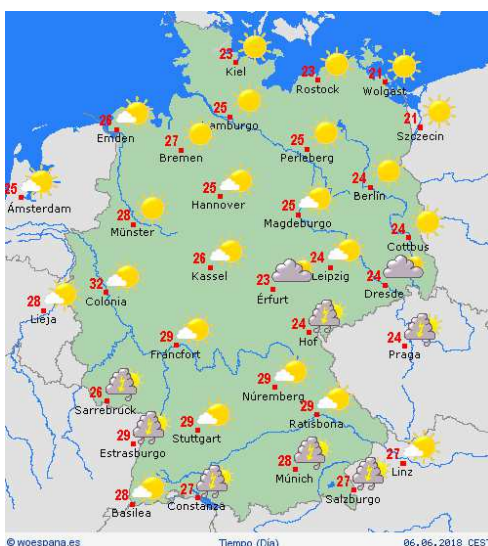 23
Kiel
23
Rostock
21
Wolgast
25
Hamburgo
21
Szczecin
26
Emden
27
Bremen
25
Perleberg
25
Ámsterdam
25
Hannover
24
Berlín
28
Münster
25
Magdeburgo
24
Cottbus
26
Kassel
24
Leipzig
24
Dresde
32
Colonia
23
Érfurt
28
Lieja
29
Fráncfort
24
Hof
24
Praga
26
Sarrebruck
29
Núremberg
29
Ratisbona
29
Estrasburgo
29
Stuttgart
28
Múnich
27
Linz
28
Basilea
27
Constanza
27
Salzburgo
© woespana.es
Tiempo (Día)
06.06.2018 CEST